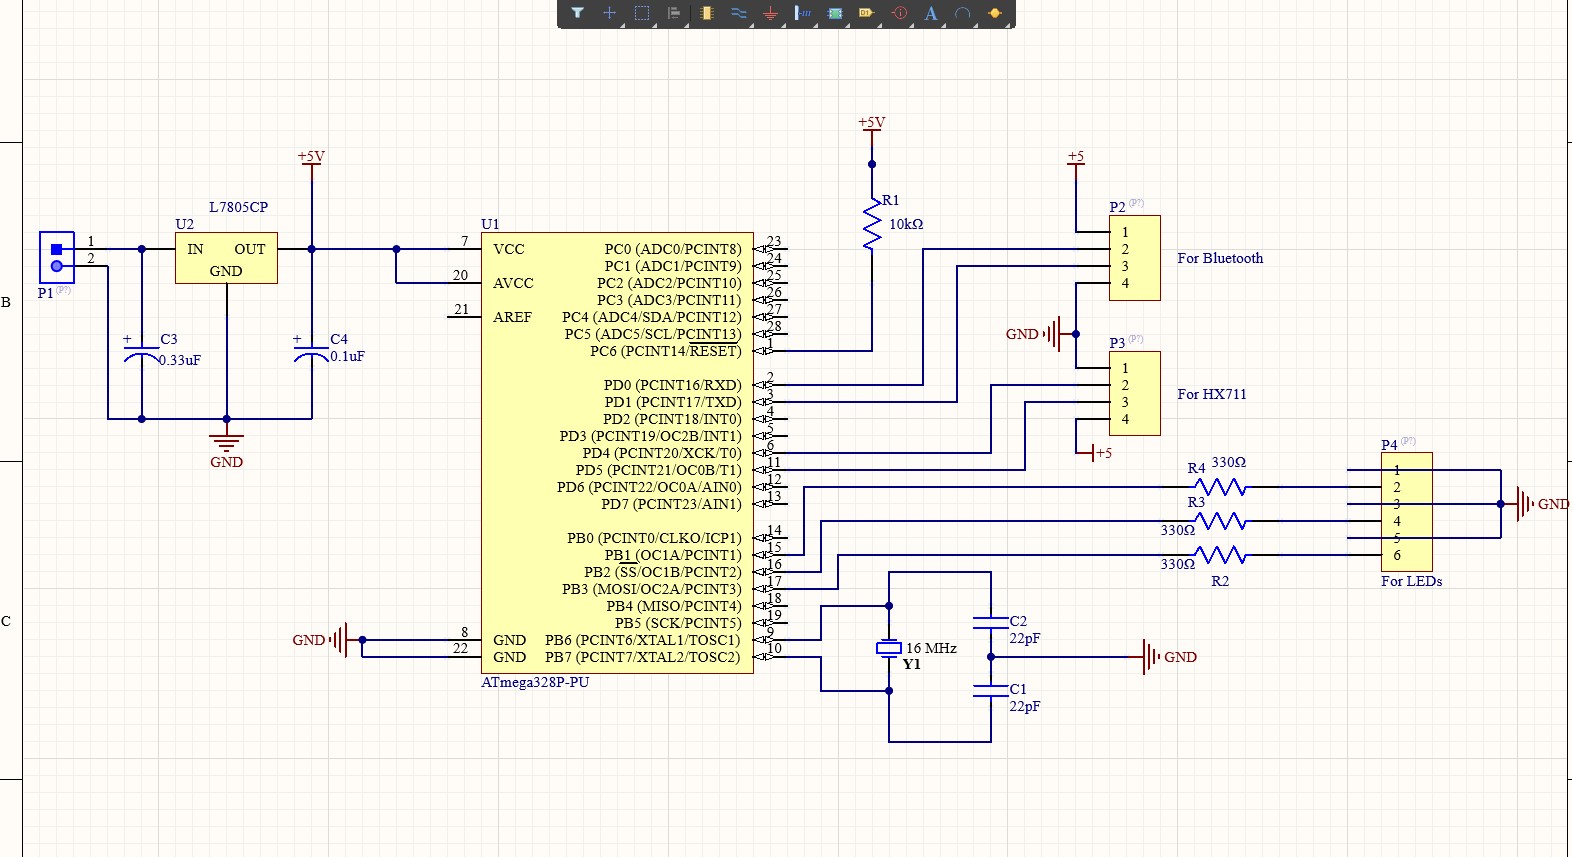 +5V
+5V
+5
L7805CP
U2
IN OUT
GND
1
2
P1 (P?)
+ C3
0.33uF
+ C4
0.1uF
GND
B
C
U1
7 VCC
20 AVCC
21 AREF
8 GND
22 GND
GND
PC0 (ADC0/PCINT8) 23
PC1 (ADC1/PCINT9) 24
PC2 (ADC2/PCINT10) 25
PC3 (ADC3/PCINT11) 26
PC4 (ADC4/SDA/PCINT12) 27
PC5 (ADC5/SCL/PCINT13) 28
PC6 (PCINT14/RESET) 1
PD0 (PCINT16/RXD) 2
PD1 (PCINT17/TXD) 3
PD2 (PCINT18/INT0) 4
PD3 (PCINT19/OC2B/INT1) 5
PD4 (PCINT20/XCK/T0) 6
PD5 (PCINT21/OC0B/T1) 11
PD6 (PCINT22/OC0A/AIN0) 12
PD7 (PCINT23/AIN1) 13
PB0 (PCINT0/CLKO/ICP1) 14
PB1 (OC1A/PCINT1) 15
PB2 (SS/OC1B/PCINT2) 16
PB3 (MOSI/OC2A/PCINT3) 17
PB4 (MISO/PCINT4) 18
PB5 (SCK/PCINT5) 19
PB6 (PCINT6/XTAL1/TOSC1) 9
PB7 (PCINT7/XTAL2/TOSC2) 10
ATmega328P-PU
R1
10kΩ
P2 (P?)
1
2
3
4
For Bluetooth
GND
P3 (P?)
1
2
3
4
For HX711
+5
R4 330Ω
R3
330Ω
330Ω
R2
P4 (P?)
1
2
3
4
5
6
For LEDs
GND
C2
22pF
16 MHz
Y1
GND
C1
22pF